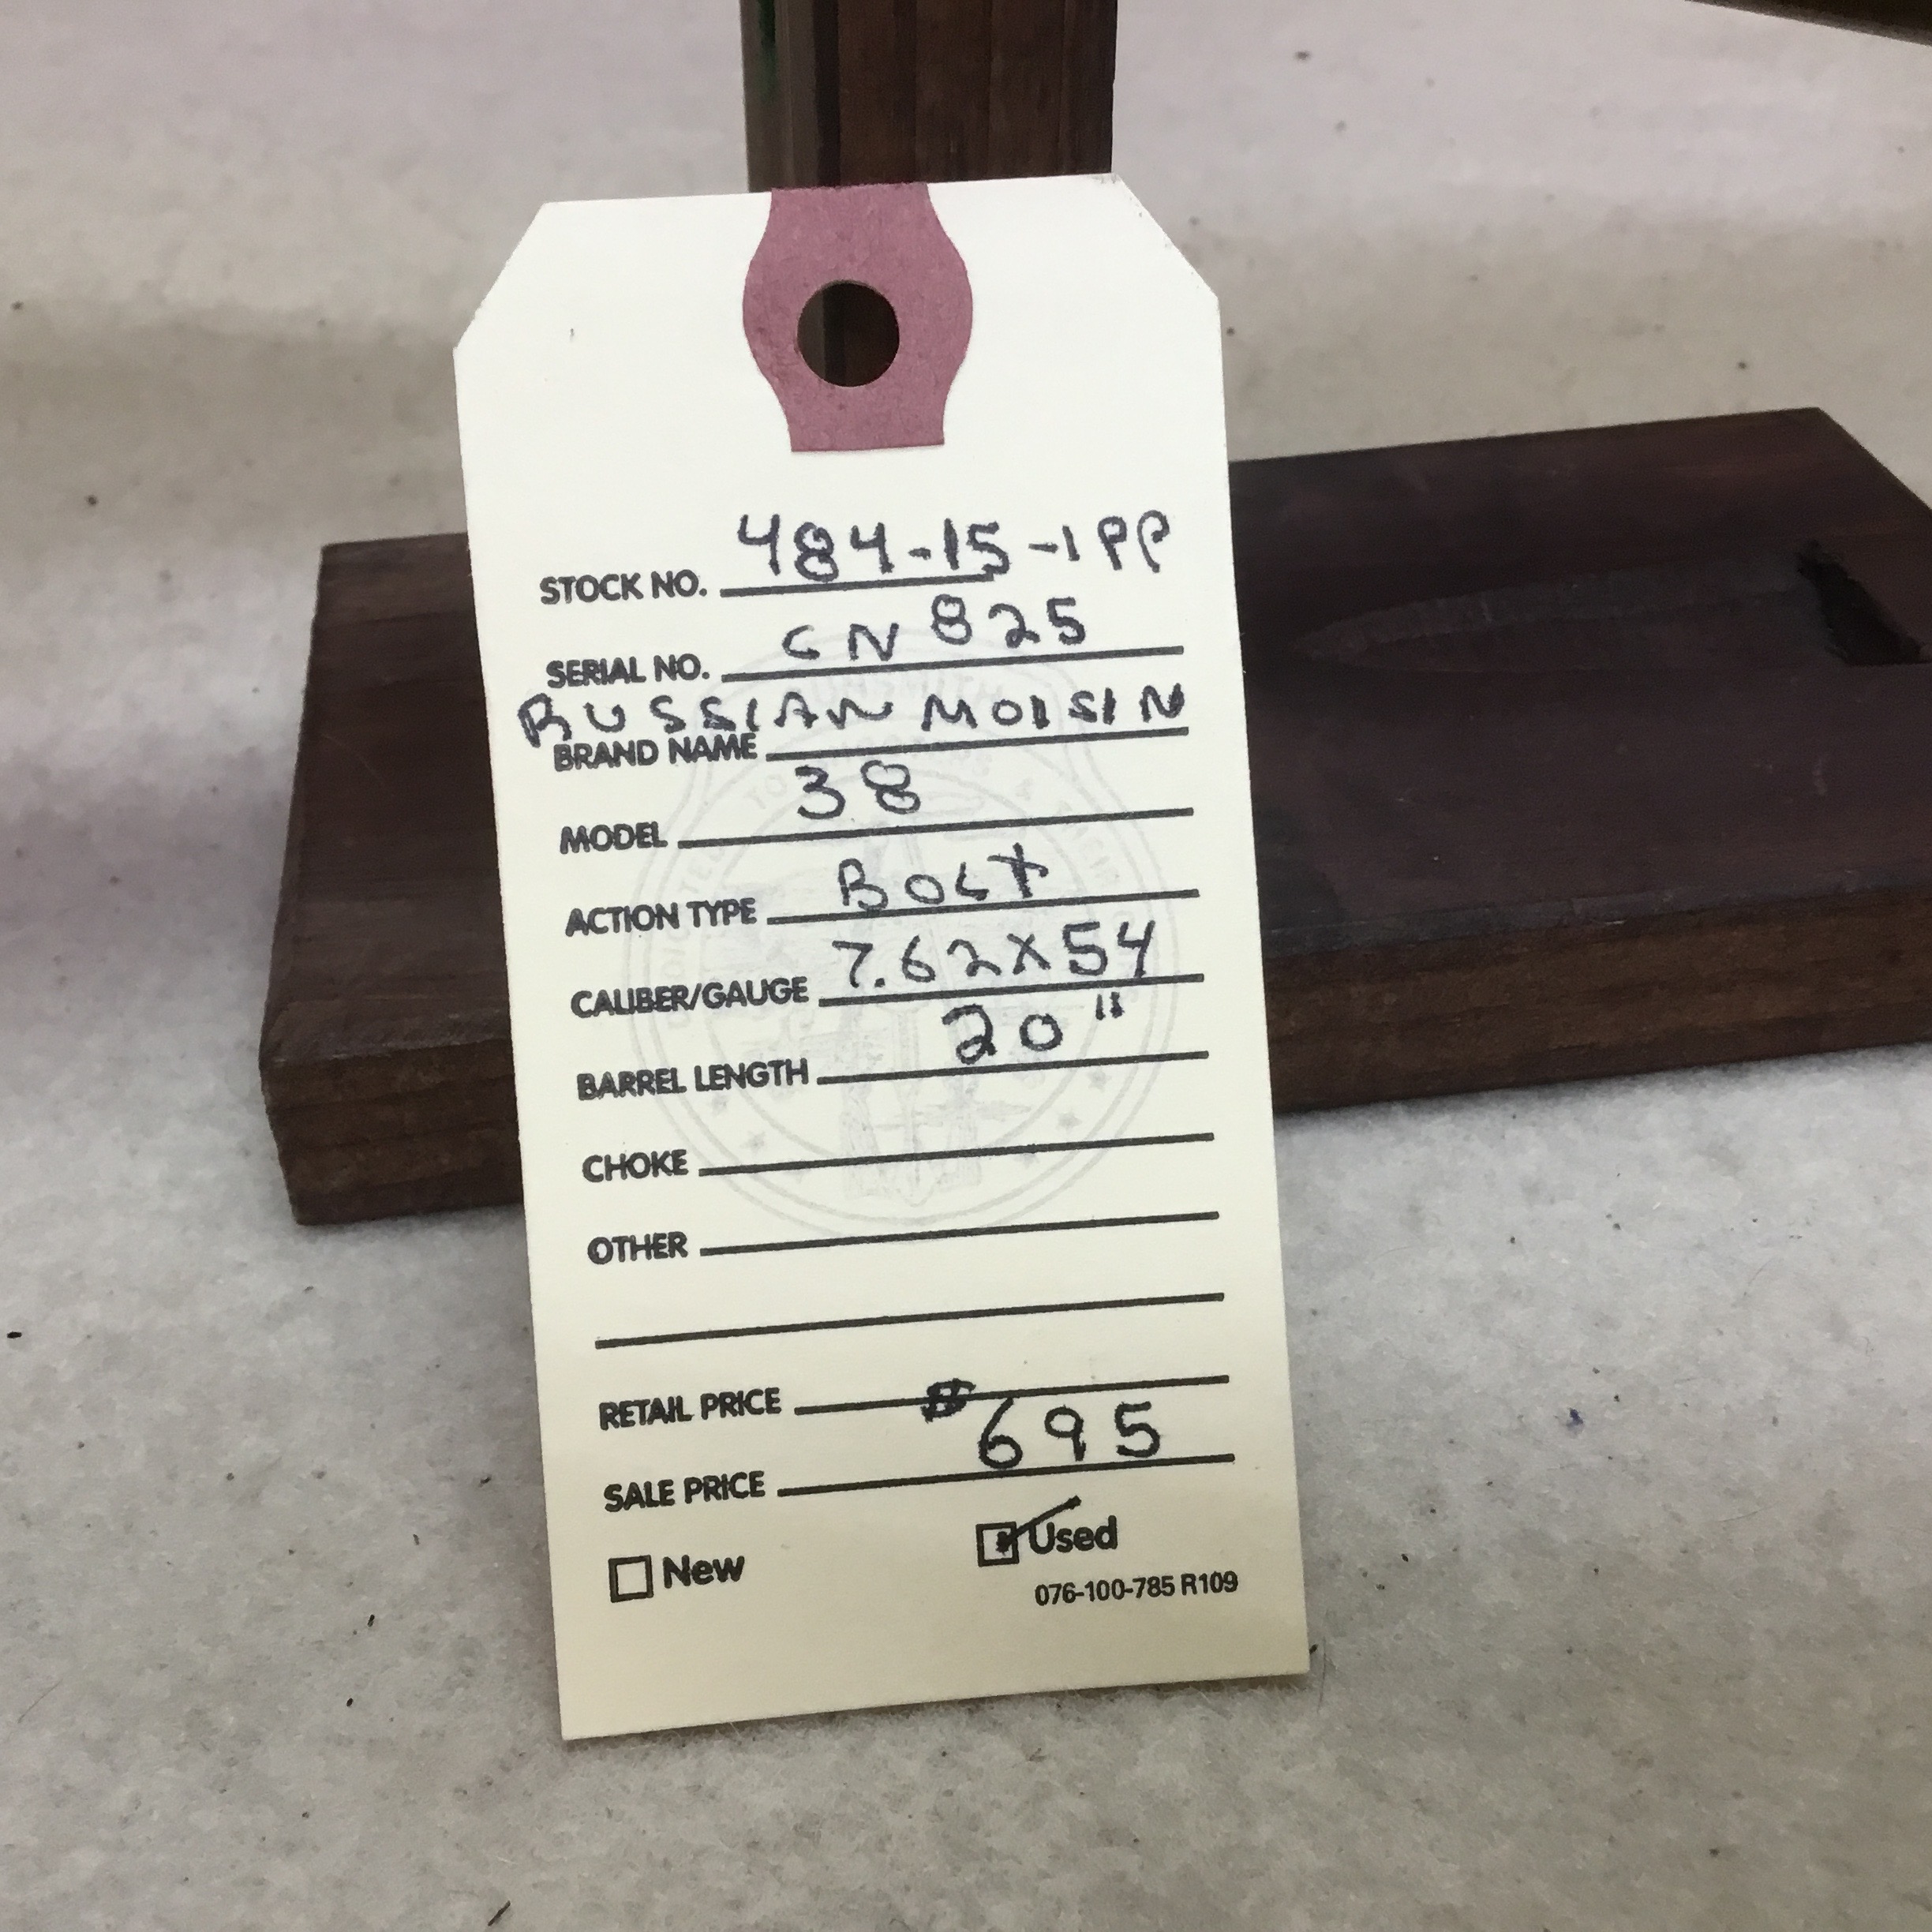 STOCK NO. 484-15-1PP
SERIAL NO. CN825
BRAND NAME RUSSIAN MOISIN
MODEL 38
ACTION TYPE BOLT
CALIBER/GAUGE 7.62X54
BARREL LENGTH 20"
CHOKE
OTHER
RETAIL PRICE
SALE PRICE $695
New Used
076-100-785 R109